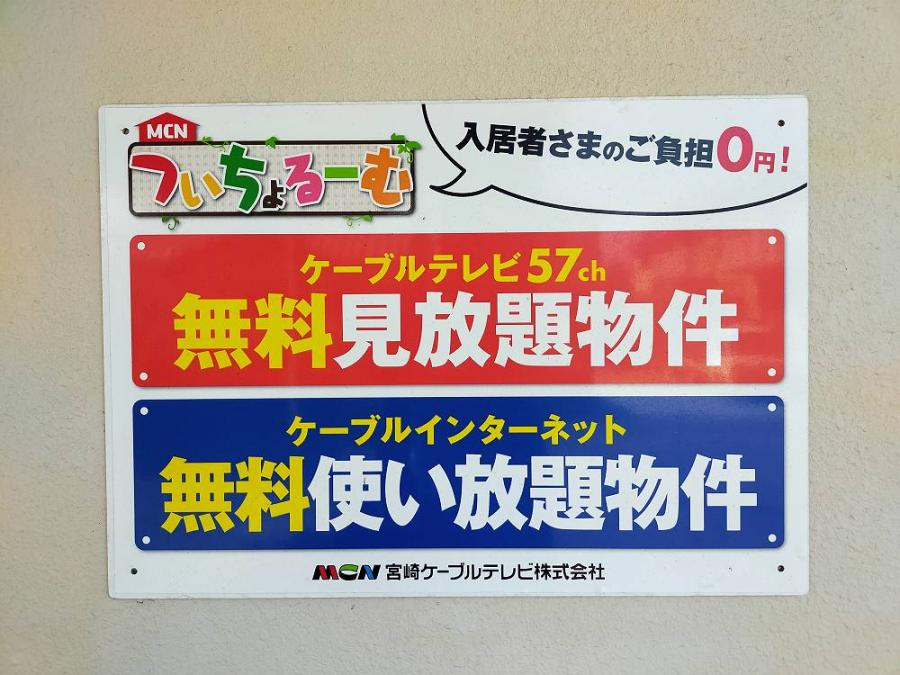 MCN
ついちょるーむ
入居者さまのご負担0円!
ケーブルテレビ57ch
無料見放題物件
ケーブルインターネット
無料使い放題物件
MCN 宮崎ケーブルテレビ株式会社